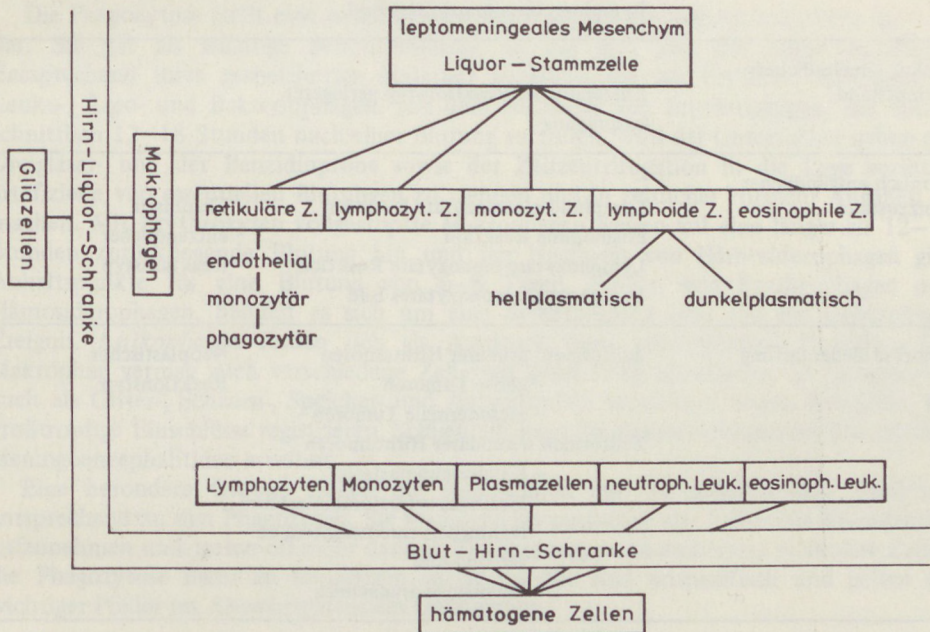 leptomeningeales Mesenchym
Liquor – Stammzelle
Gliazellen
Hirn–Liquor–Schranke
Makrophagen
retikuläre Z. lymphozyt. Z. monozyt. Z. lymphoide Z. eosinophile Z.
endothelial
monozytär
phagozytär
hellplasmatisch dunkelplasmatisch
Lymphozyten Monozyten Plasmazellen neutroph. Leuk. eosinoph. Leuk.
Blut – Hirn – Schranke
hämatogene Zellen